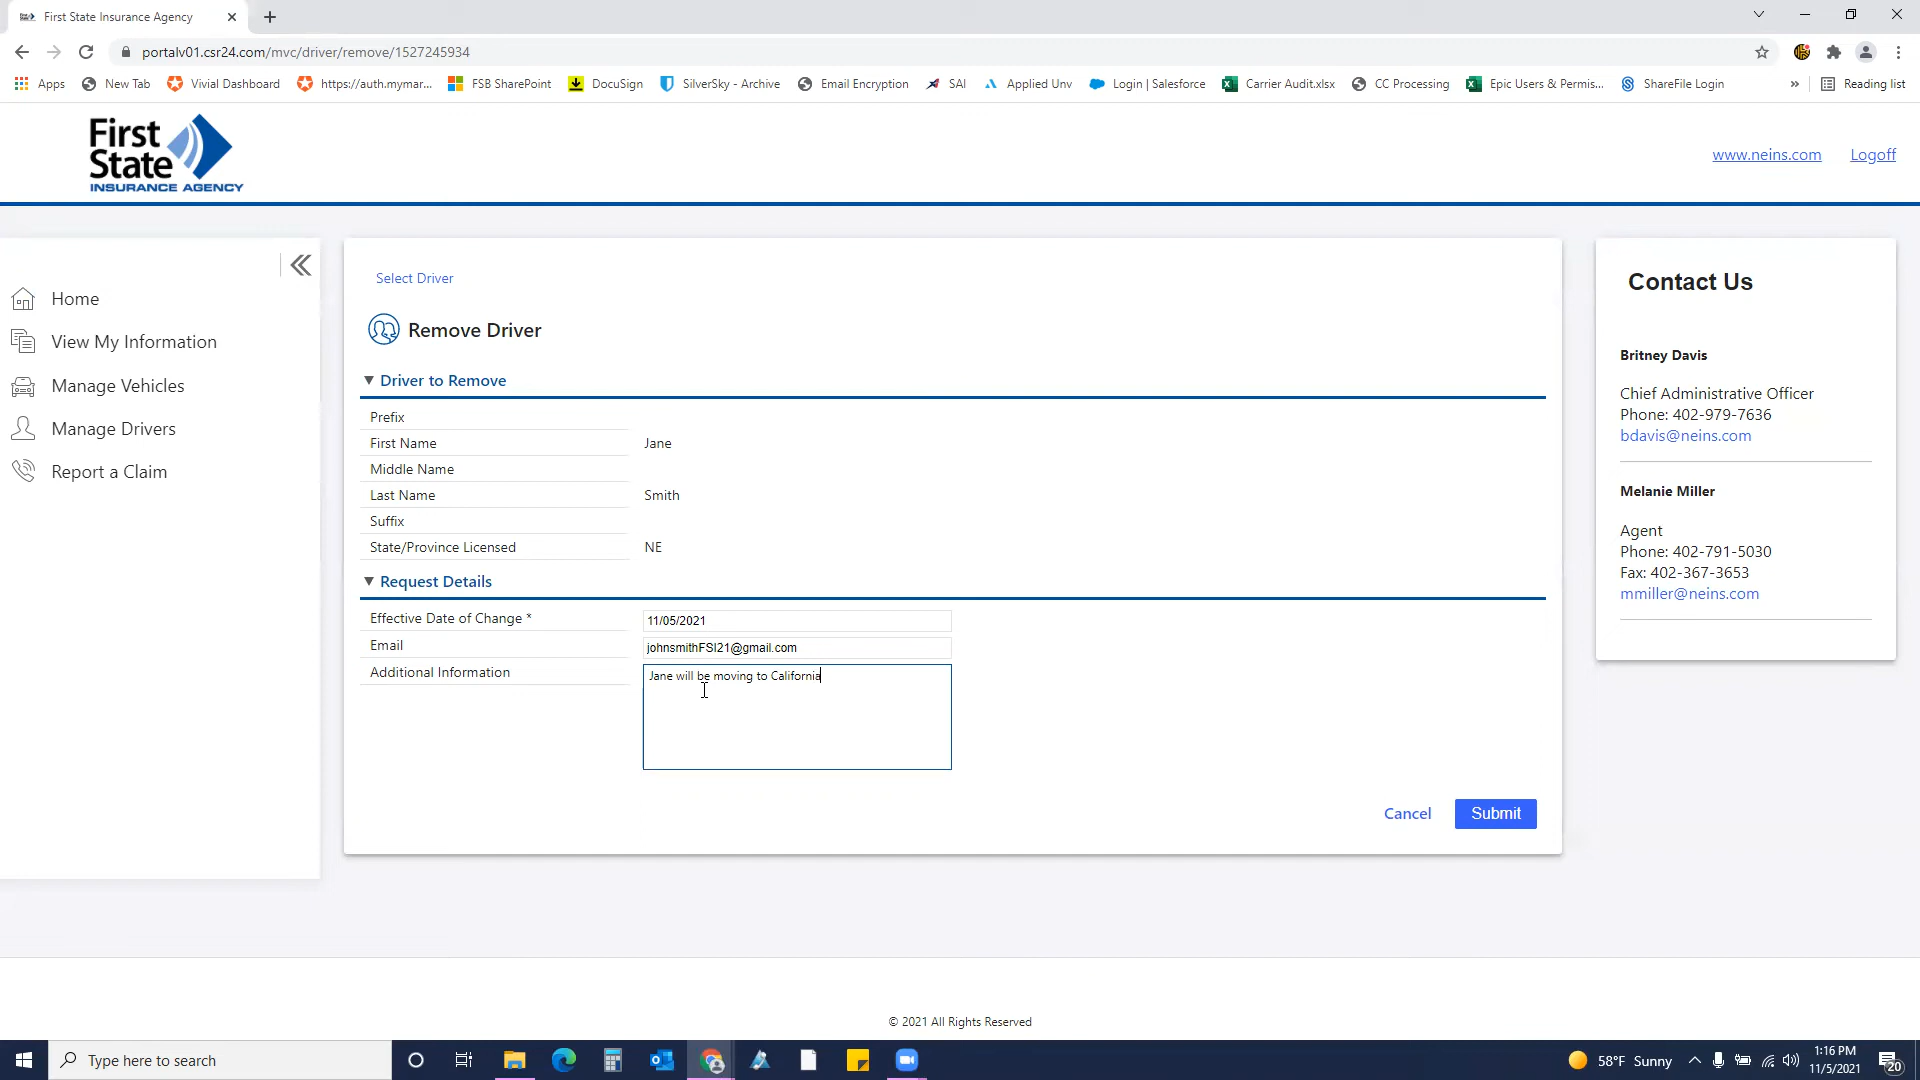 First State Insurance Agency
portalv01.csr24.com/mvc/driver/remove/1527245934
Apps New Tab Vivial Dashboard https://auth.mymar... FSB SharePoint DocuSign SilverSky - Archive Email Encryption SAI Applied Unv Login | Salesforce Carrier Audit.xlsx CC Processing Epic Users & Permis... ShareFile Login » Reading list
First
State
INSURANCE AGENCY
www.neins.com Logoff
Home
View My Information
Manage Vehicles
Manage Drivers
Report a Claim
Select Driver
Remove Driver
Driver to Remove
Prefix
First Name Jane
Middle Name
Last Name Smith
Suffix
State/Province Licensed NE
Request Details
Effective Date of Change * 11/05/2021
Email johnsmithFSI21@gmail.com
Additional Information Jane will be moving to California
Cancel Submit
Contact Us
Britney Davis
Chief Administrative Officer
Phone: 402-979-7636
bdavis@neins.com
Melanie Miller
Agent
Phone: 402-791-5030
Fax: 402-367-3653
mmiller@neins.com
© 2021 All Rights Reserved
Type here to search
58°F Sunny
1:16 PM
11/5/2021
20